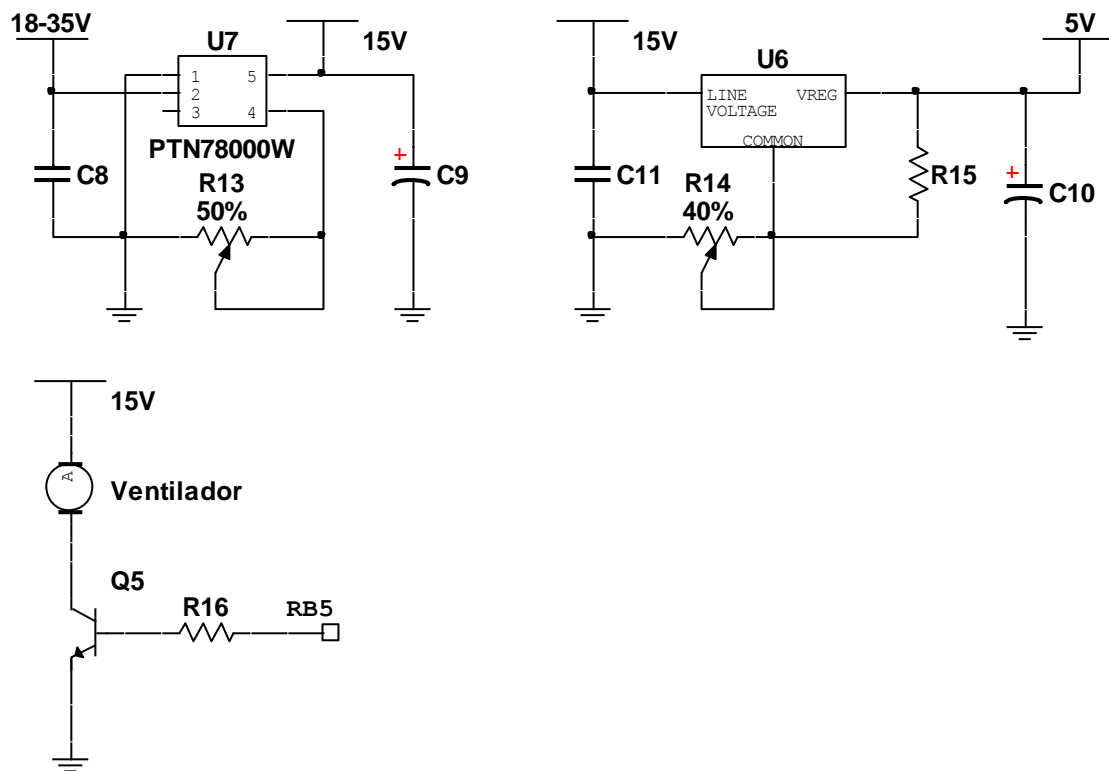 18-35V
U7
15V
1 5
2
3 4
PTN78000W
C8
R13
50%
+
C9
15V
5V
U6
LINE VREG
VOLTAGE
COMMON
C11
R14
40%
R15
+
C10
15V
A
Ventilador
Q5
R16
RB5